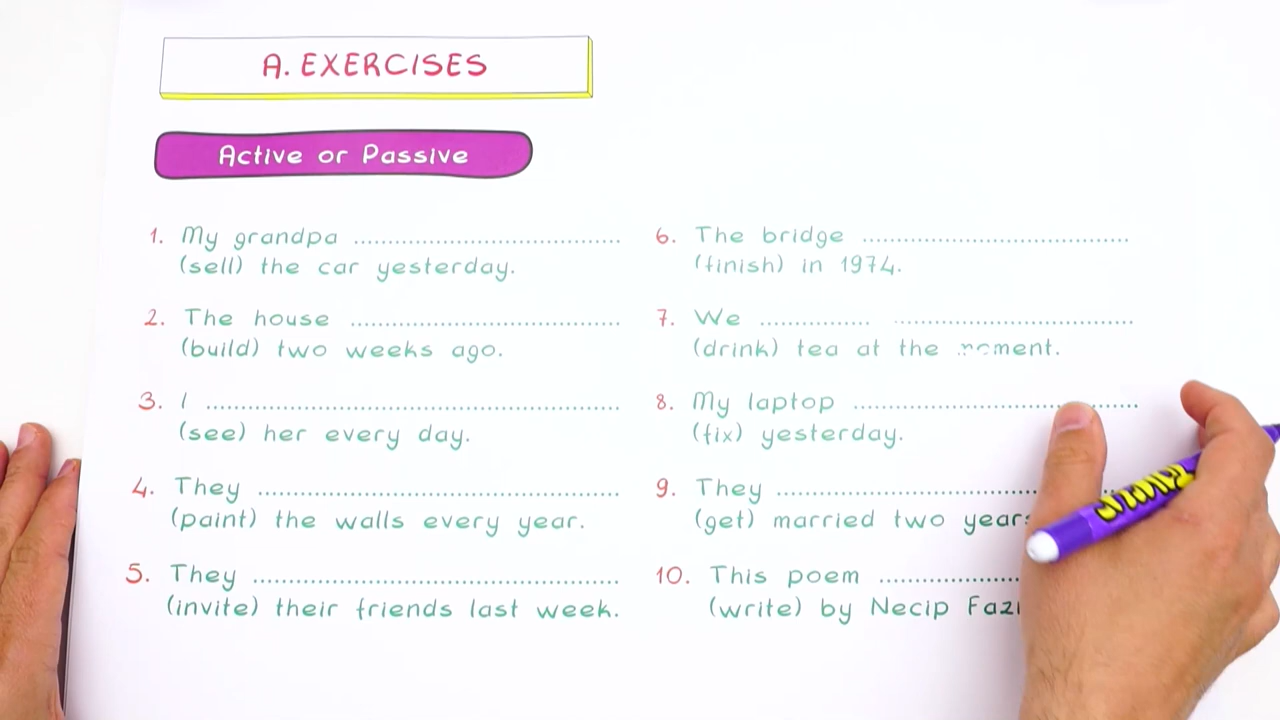 A. EXERCISES
Active or Passive
1. My grandpa ......................................
(sell) the car yesterday.
2. The house ......................................
(build) two weeks ago.
3. I ......................................
(see) her every day.
4. They ......................................
(paint) the walls every year.
5. They ......................................
(invite) their friends last week.
6. The bridge ......................................
(finish) in 1974.
7. We ................ ..................................
(drink) tea at the moment.
8. My laptop ......................................
(fix) yesterday.
9. They ......................................
(get) married two
10. This poem ....................
(write) by Necip